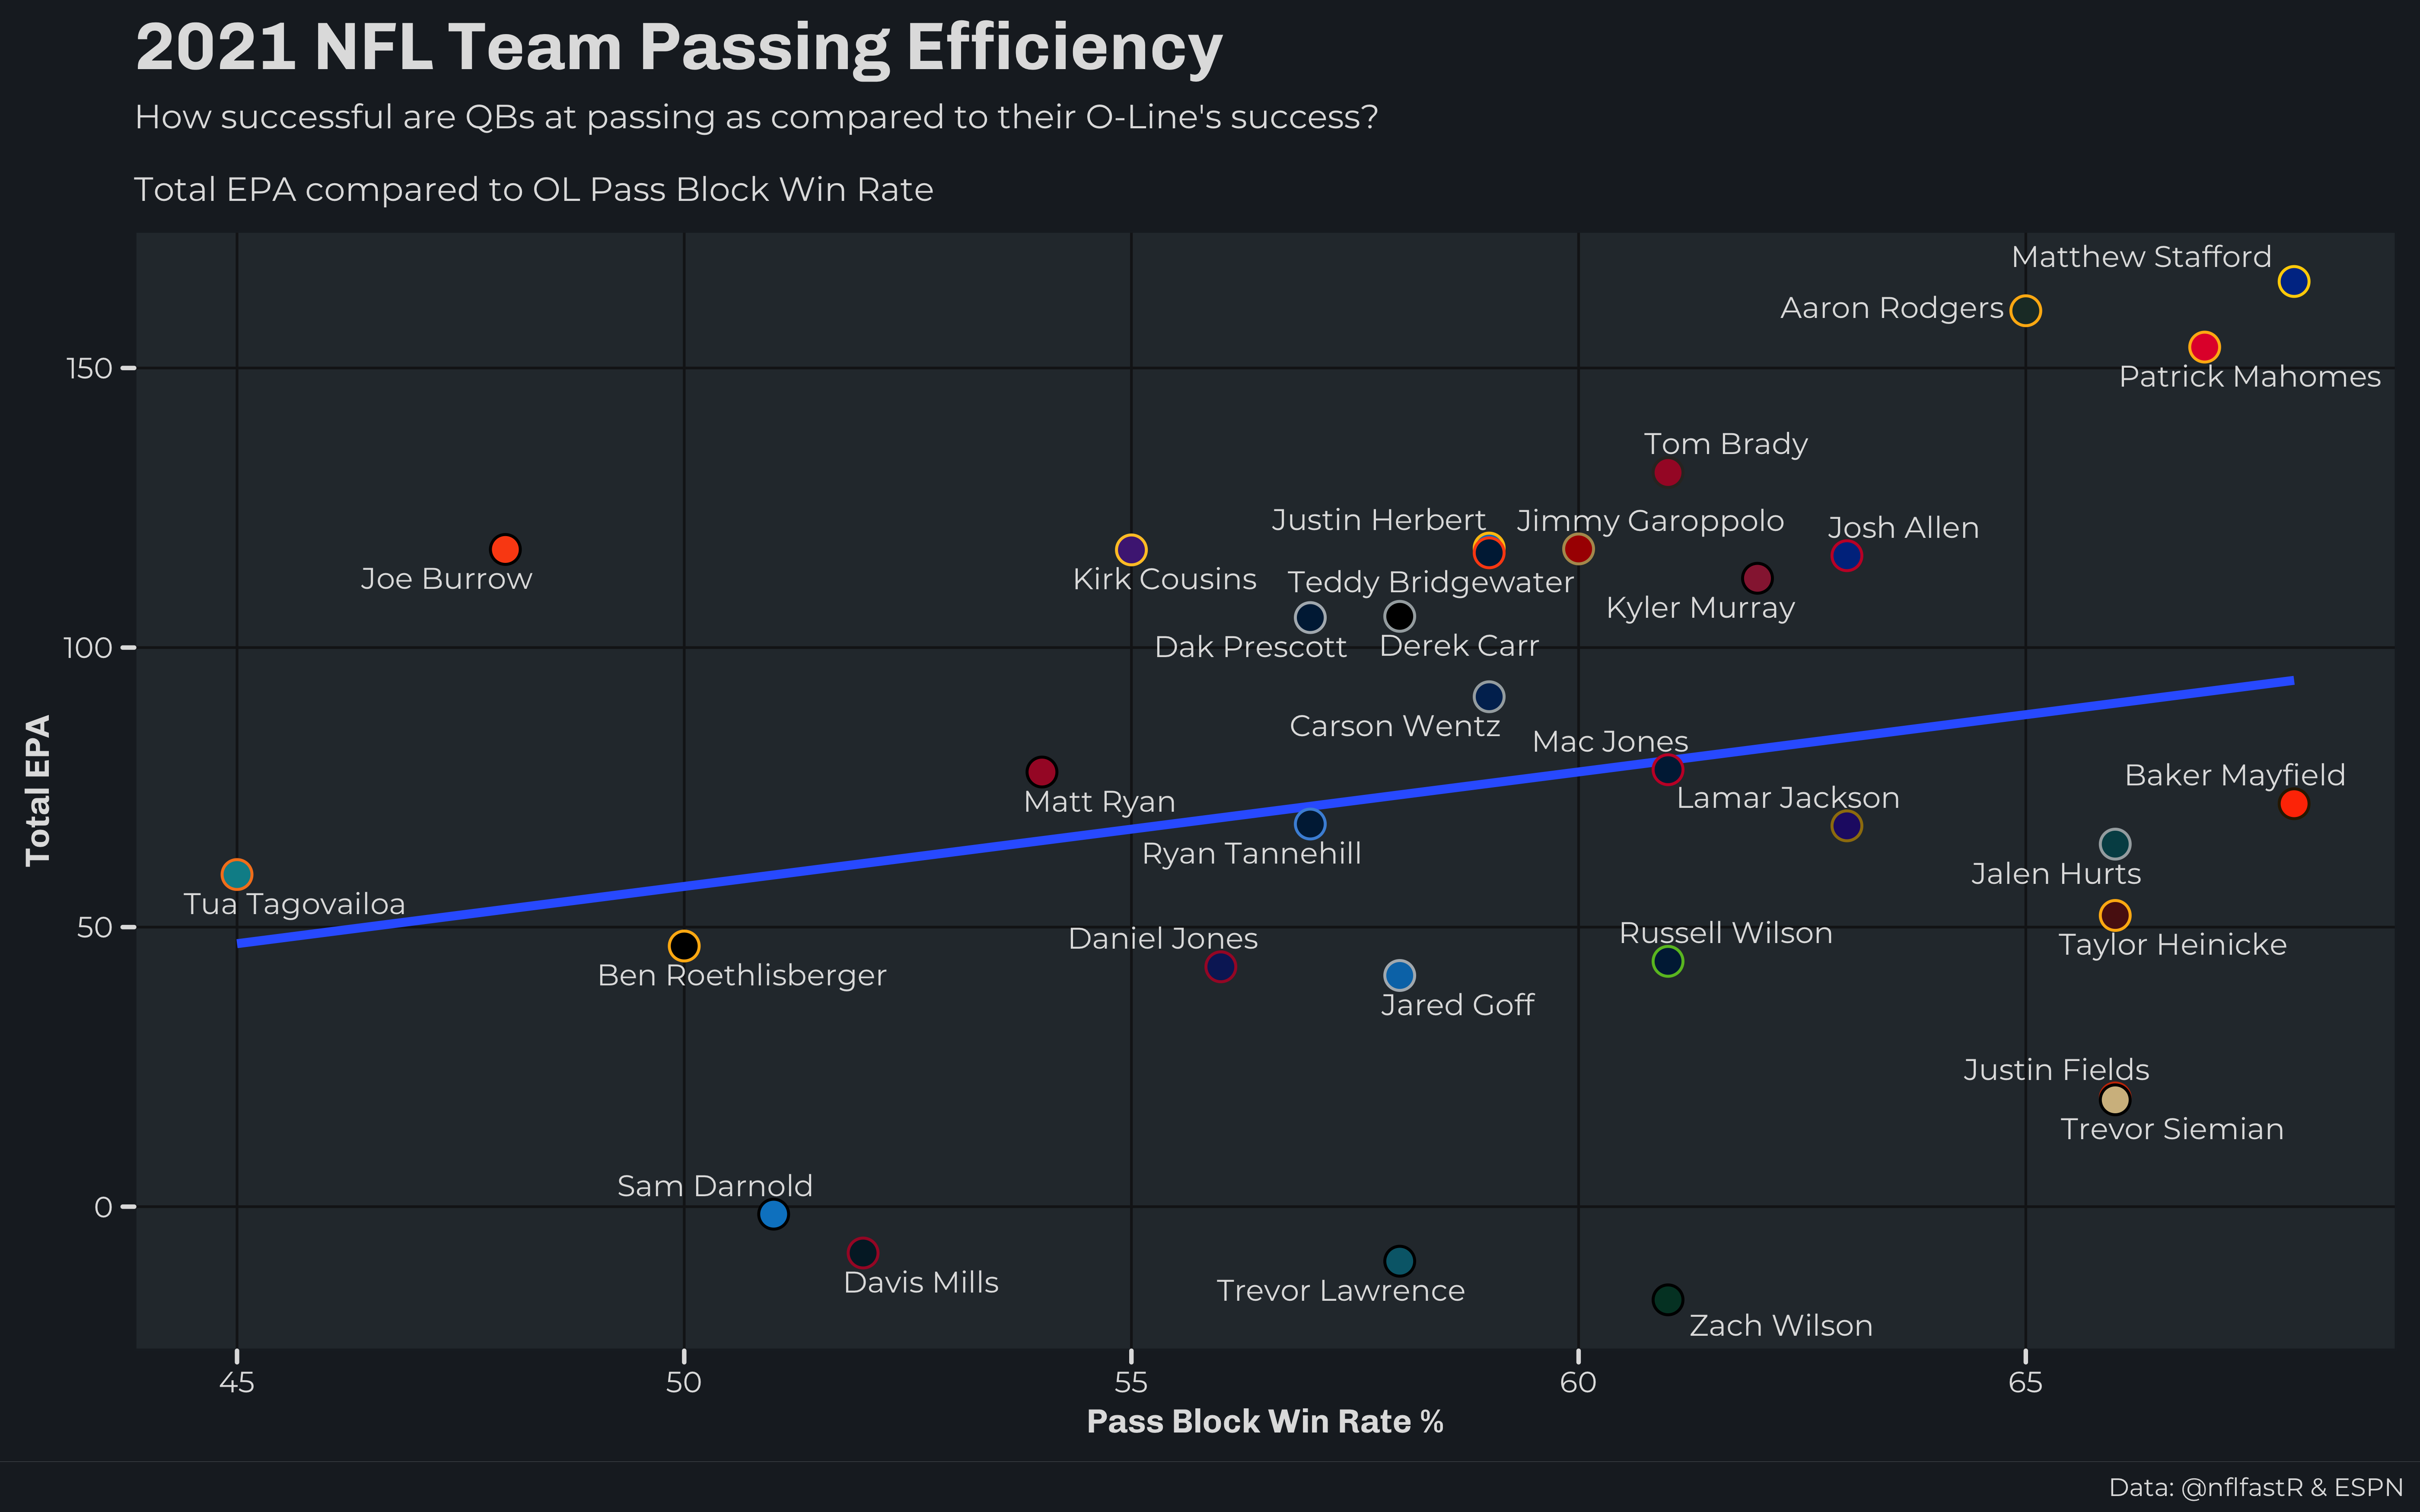 2021 NFL Team Passing Efficiency
How successful are QBs at passing as compared to their O-Line's success?
Total EPA compared to OL Pass Block Win Rate
Matthew Stafford
Aaron Rodgers
150
Patrick Mahomes
Tom Brady
Justin Herbert
Jimmy Garoppolo
Josh Allen
Joe Burrow
Kirk Cousins
Teddy Bridgewater
Kyler Murray
100
Dak Prescott
Derek Carr
Carson Wentz
Mac Jones
Baker Mayfield
Matt Ryan
Lamar Jackson
Total EPA
Ryan Tannehill
Jalen Hurts
Tua Tagovailoa
50
Daniel Jones
Russell Wilson
Taylor Heinicke
Ben Roethlisberger
Jared Goff
Justin Fields
Trevor Siemian
Sam Darnold
0
Davis Mills
Trevor Lawrence
Zach Wilson
45
50
55
60
65
Pass Block Win Rate %
Data: @nflfastR & ESPN